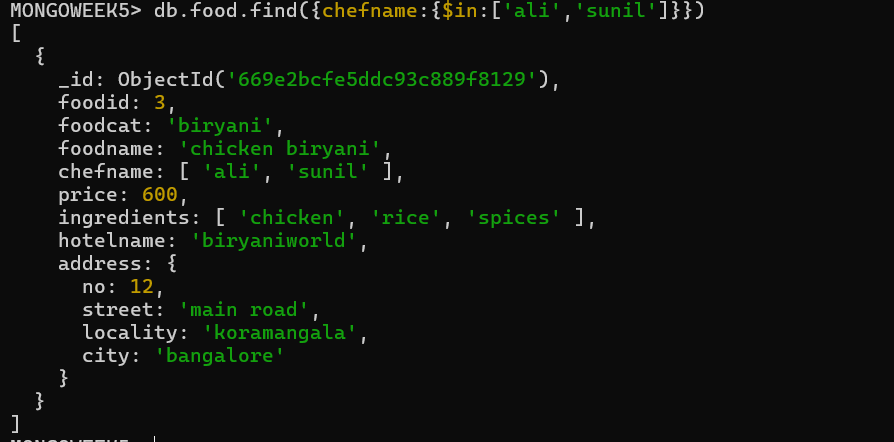 MONGOWEEK5> db.food.find({chefname:{$in:['ali','sunil']}})
[
  {
    _id: ObjectId('669e2bcfe5ddc93c889f8129'),
    foodid: 3,
    foodcat: 'biryani',
    foodname: 'chicken biryani',
    chefname: [ 'ali', 'sunil' ],
    price: 600,
    ingredients: [ 'chicken', 'rice', 'spices' ],
    hotelname: 'biryaniworld',
    address: {
      no: 12,
      street: 'main road',
      locality: 'koramangala',
      city: 'bangalore'
    }
  }
]
MONGOWEEK5>